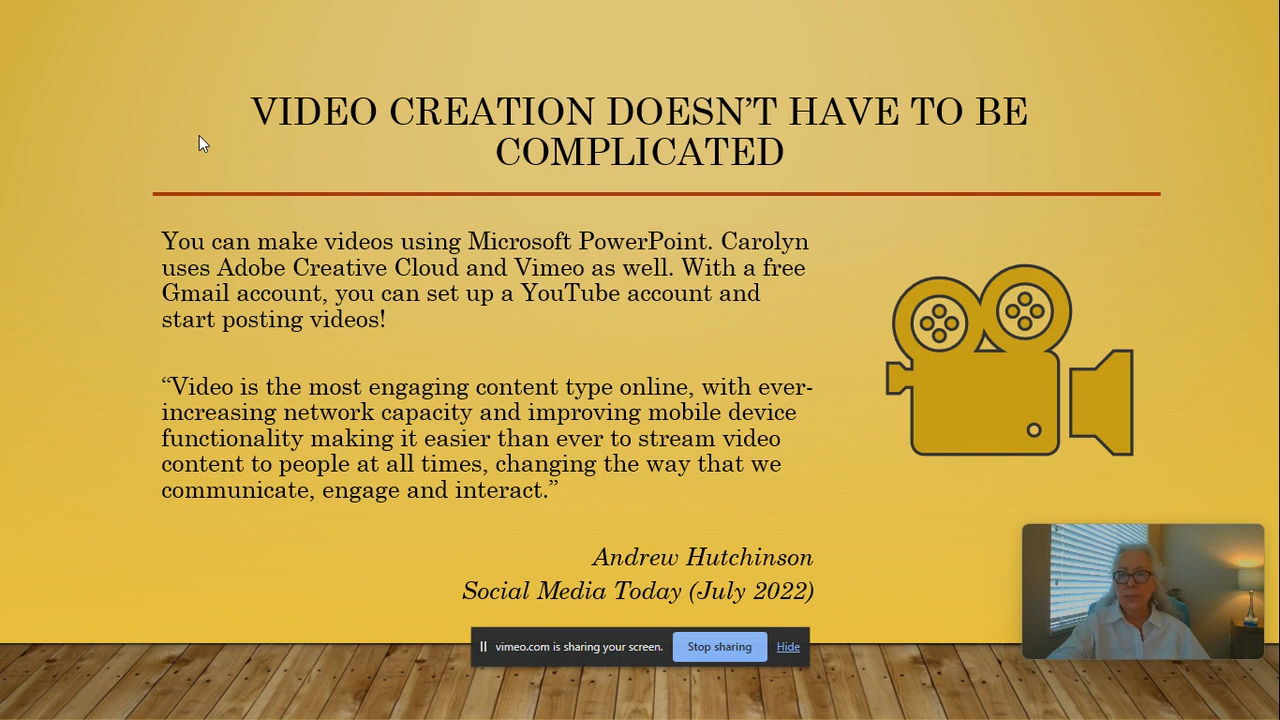 VIDEO CREATION DOESN’T HAVE TO BE
COMPLICATED
You can make videos using Microsoft PowerPoint. Carolyn
uses Adobe Creative Cloud and Vimeo as well. With a free
Gmail account, you can set up a YouTube account and
start posting videos!
“Video is the most engaging content type online, with ever-
increasing network capacity and improving mobile device
functionality making it easier than ever to stream video
content to people at all times, changing the way that we
communicate, engage and interact.”
Andrew Hutchinson
Social Media Today (July 2022)
vimeo.com is sharing your screen. Stop sharing Hide